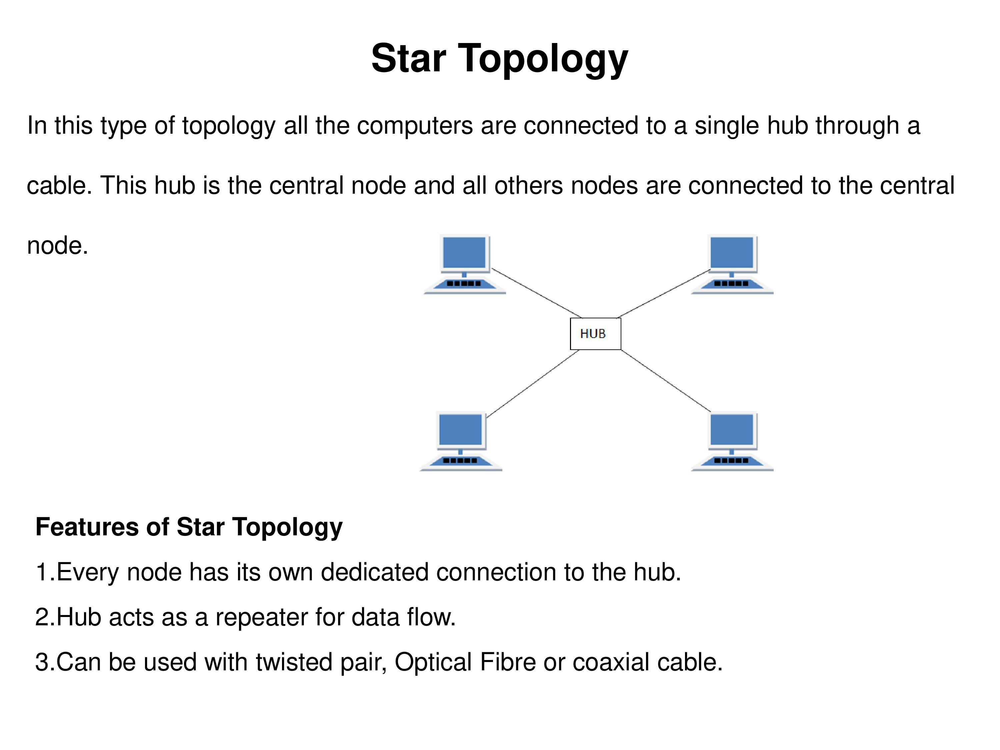 Star Topology
In this type of topology all the computers are connected to a single hub through a
cable. This hub is the central node and all others nodes are connected to the central
node.
HUB
Features of Star Topology
1.Every node has its own dedicated connection to the hub.
2.Hub acts as a repeater for data flow.
3.Can be used with twisted pair, Optical Fibre or coaxial cable.